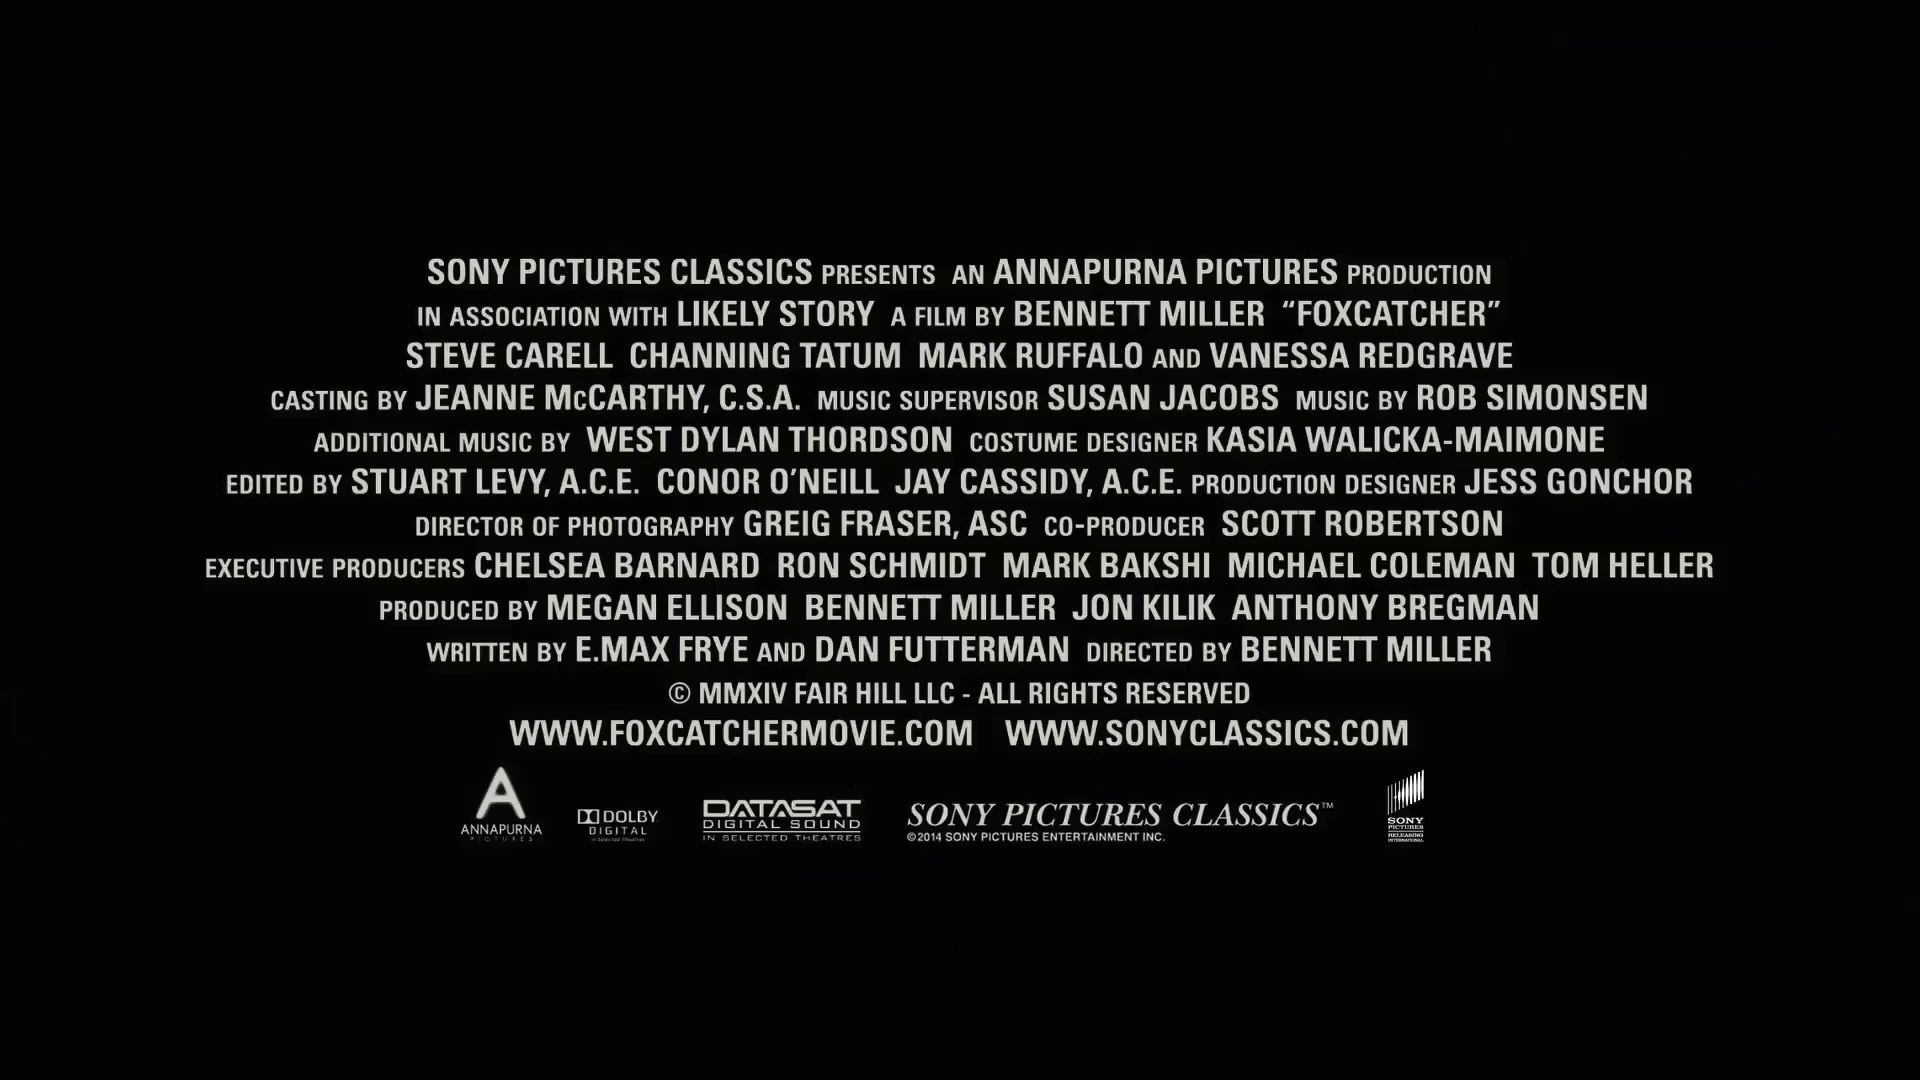 SONY PICTURES CLASSICS PRESENTS AN ANNAPURNA PICTURES PRODUCTION
IN ASSOCIATION WITH LIKELY STORY A FILM BY BENNETT MILLER “FOXCATCHER”
STEVE CARELL CHANNING TATUM MARK RUFFALO AND VANESSA REDGRAVE
CASTING BY JEANNE McCARTHY, C.S.A. MUSIC SUPERVISOR SUSAN JACOBS MUSIC BY ROB SIMONSEN
ADDITIONAL MUSIC BY WEST DYLAN THORDSON COSTUME DESIGNER KASIA WALICKA-MAIMONE
EDITED BY STUART LEVY, A.C.E. CONOR O’NEILL JAY CASSIDY, A.C.E. PRODUCTION DESIGNER JESS GONCHOR
DIRECTOR OF PHOTOGRAPHY GREIG FRASER, ASC CO-PRODUCER SCOTT ROBERTSON
EXECUTIVE PRODUCERS CHELSEA BARNARD RON SCHMIDT MARK BAKSHI MICHAEL COLEMAN TOM HELLER
PRODUCED BY MEGAN ELLISON BENNETT MILLER JON KILIK ANTHONY BREGMAN
WRITTEN BY E.MAX FRYE AND DAN FUTTERMAN DIRECTED BY BENNETT MILLER
© MMXIV FAIR HILL LLC - ALL RIGHTS RESERVED
WWW.FOXCATCHERMOVIE.COM WWW.SONYCLASSICS.COM
A
ANNAPURNA
PICTURES
DOLBY
DIGITAL
In Selected Theatres
DATASAT
DIGITAL SOUND
IN SELECTED THEATRES
SONY PICTURES CLASSICS™
©2014 SONY PICTURES ENTERTAINMENT INC.
SONY
PICTURES
RELEASING
INTERNATIONAL